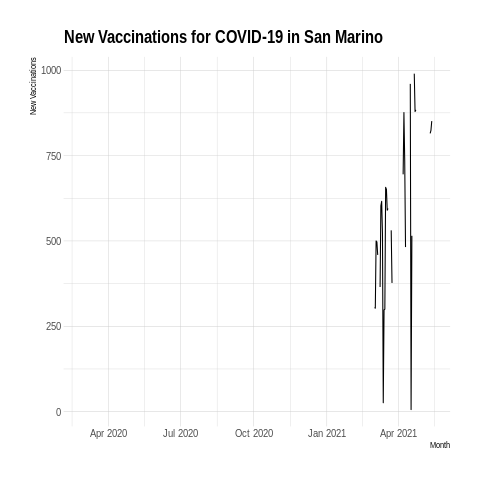 New Vaccinations for COVID-19 in San Marino
New Vaccinations
1000
750
500
250
0
Apr 2020
Jul 2020
Oct 2020
Jan 2021
Apr 2021
Month